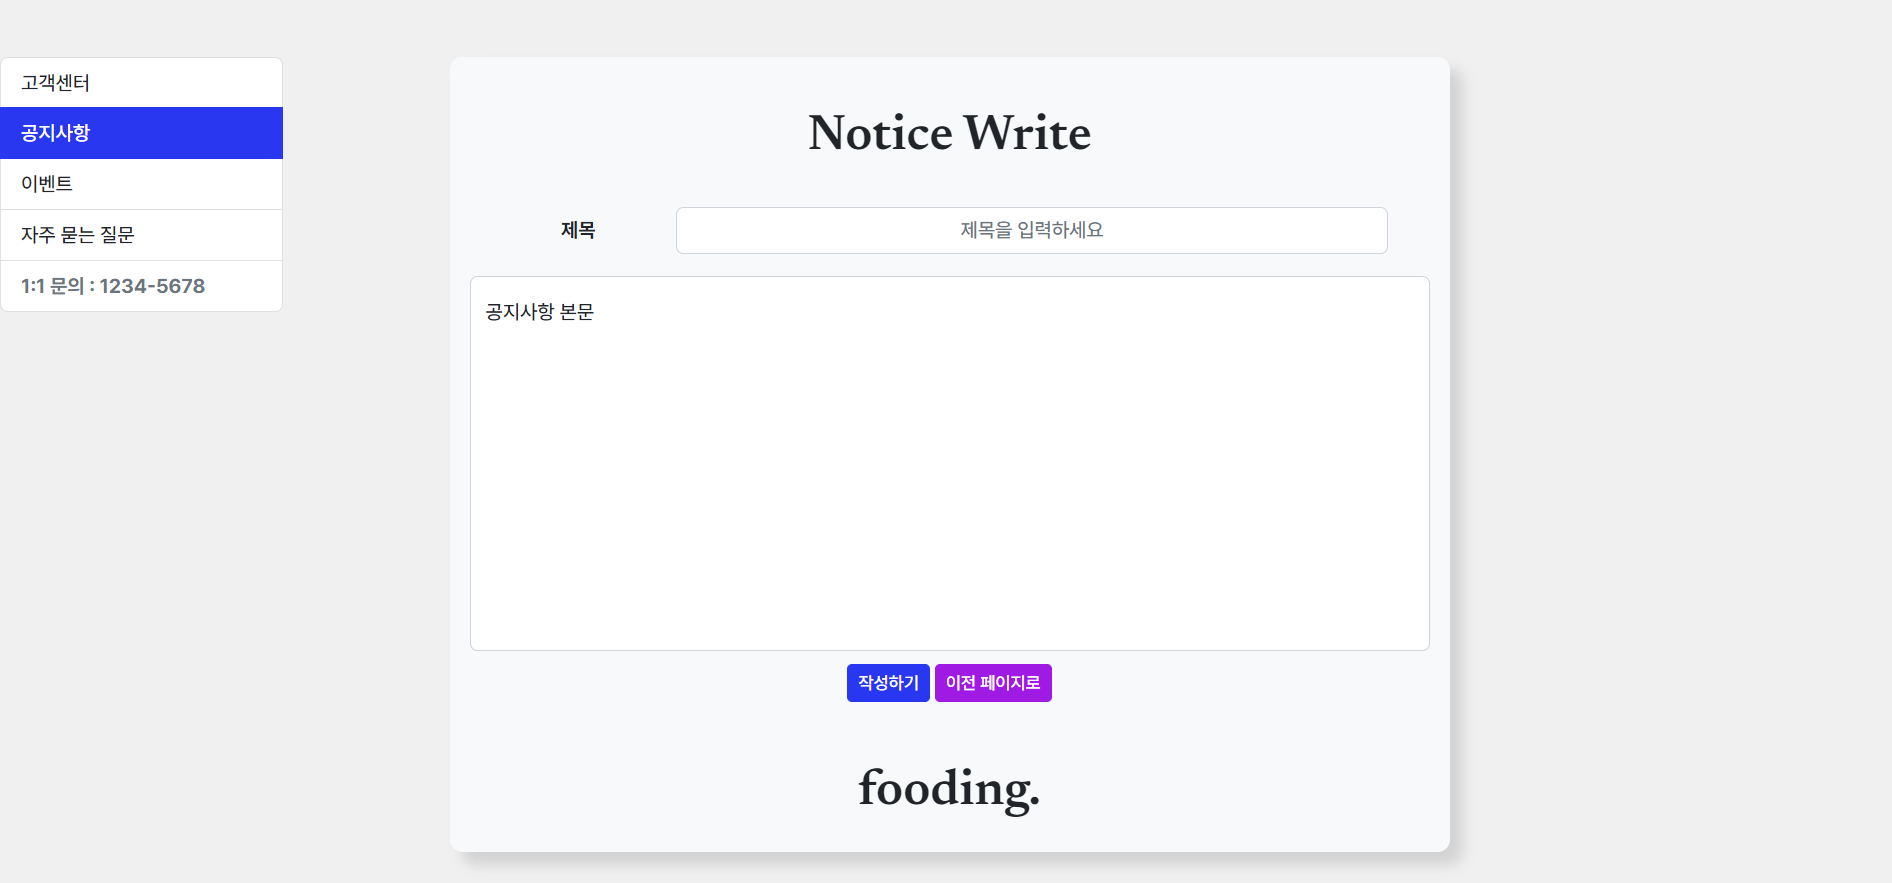 고객센터
공지사항
이벤트
자주 묻는 질문
1:1 문의 : 1234-5678
Notice Write
제목
제목을 입력하세요
공지사항 본문
작성하기
이전 페이지로
fooding.